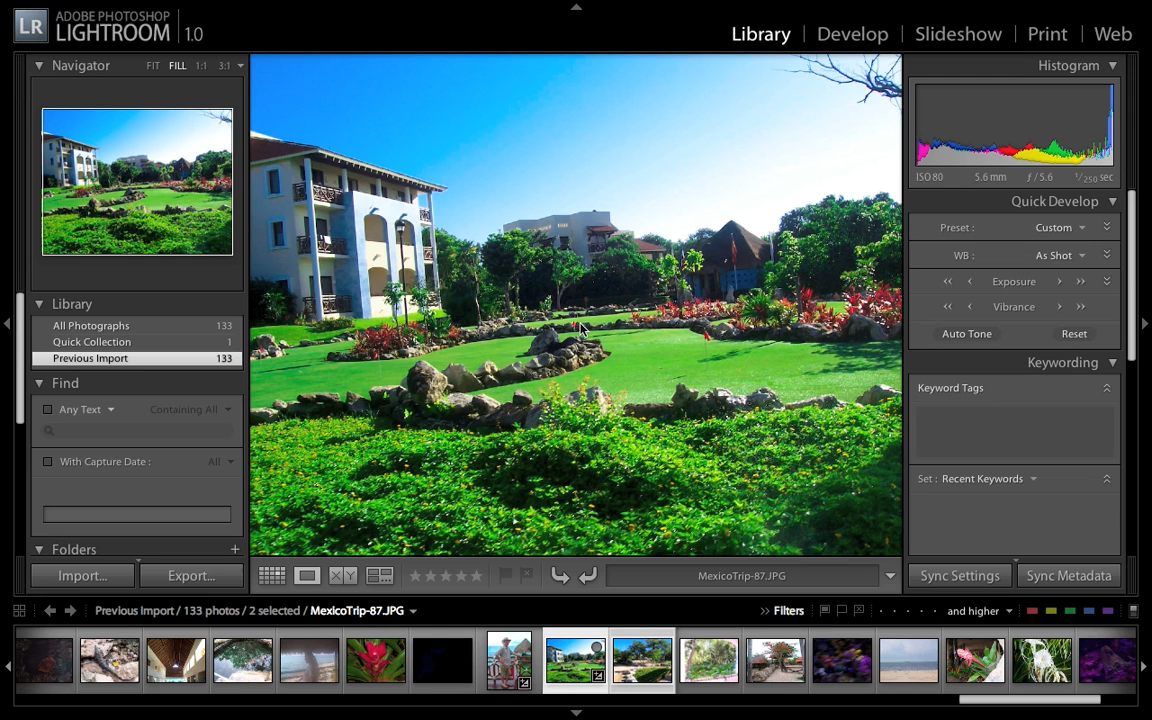 LR ADOBE PHOTOSHOP LIGHTROOM 1.0
Library Develop Slideshow Print Web
Navigator FIT FILL 1:1 3:1
Library
All Photographs 133
Quick Collection 1
Previous Import 133
Find
Any Text Containing All
With Capture Date : All
Folders +
Import... Export...
Histogram
ISO 80 5.6 mm ƒ / 5.6 1/250 sec
Quick Develop
Preset : Custom
WB : As Shot
Exposure
Vibrance
Auto Tone Reset
Keywording
Keyword Tags
Set : Recent Keywords
Sync Settings Sync Metadata
XY MexicoTrip-87.JPG
Previous Import / 133 photos / 2 selected / MexicoTrip-87.JPG Filters and higher